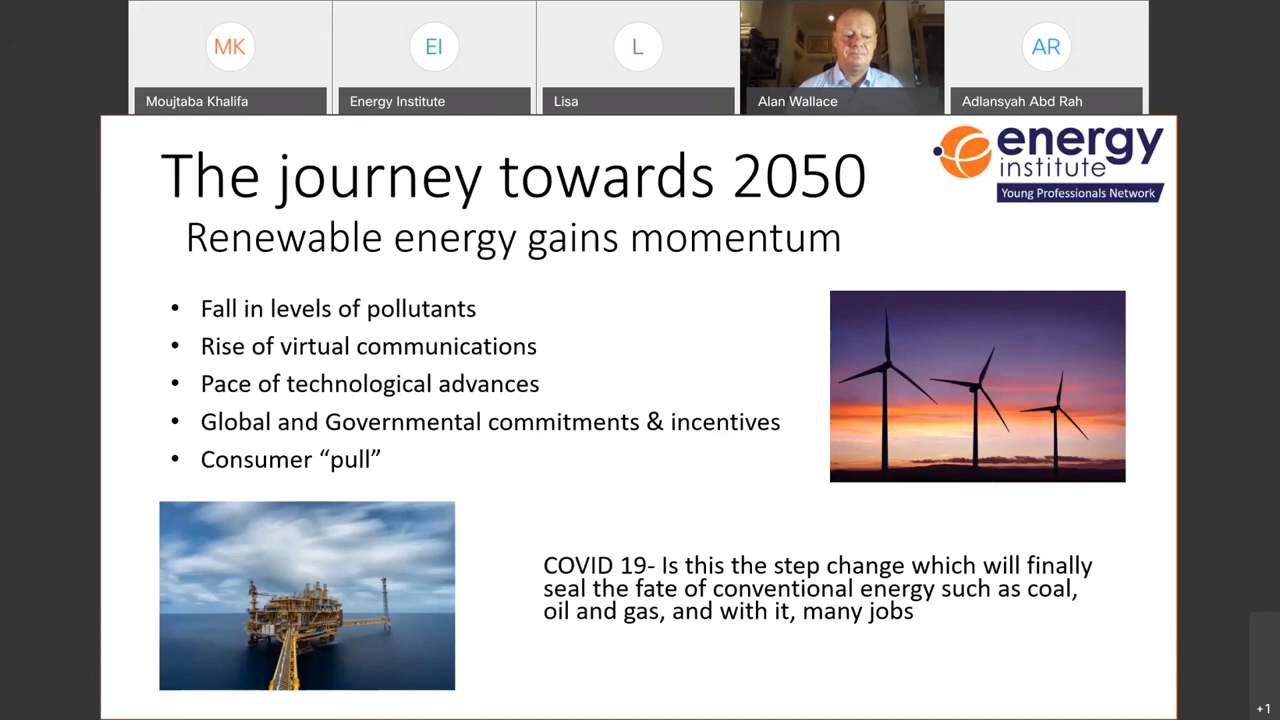 MK
EI
L
AR
Moujtaba Khalifa
Energy Institute
Lisa
Alan Wallace
Adlansyah Abd Rah
energy
institute
Young Professionals Network
The journey towards 2050
Renewable energy gains momentum
• Fall in levels of pollutants
• Rise of virtual communications
• Pace of technological advances
• Global and Governmental commitments & incentives
• Consumer “pull”
COVID 19- Is this the step change which will finally
seal the fate of conventional energy such as coal,
oil and gas, and with it, many jobs
+1